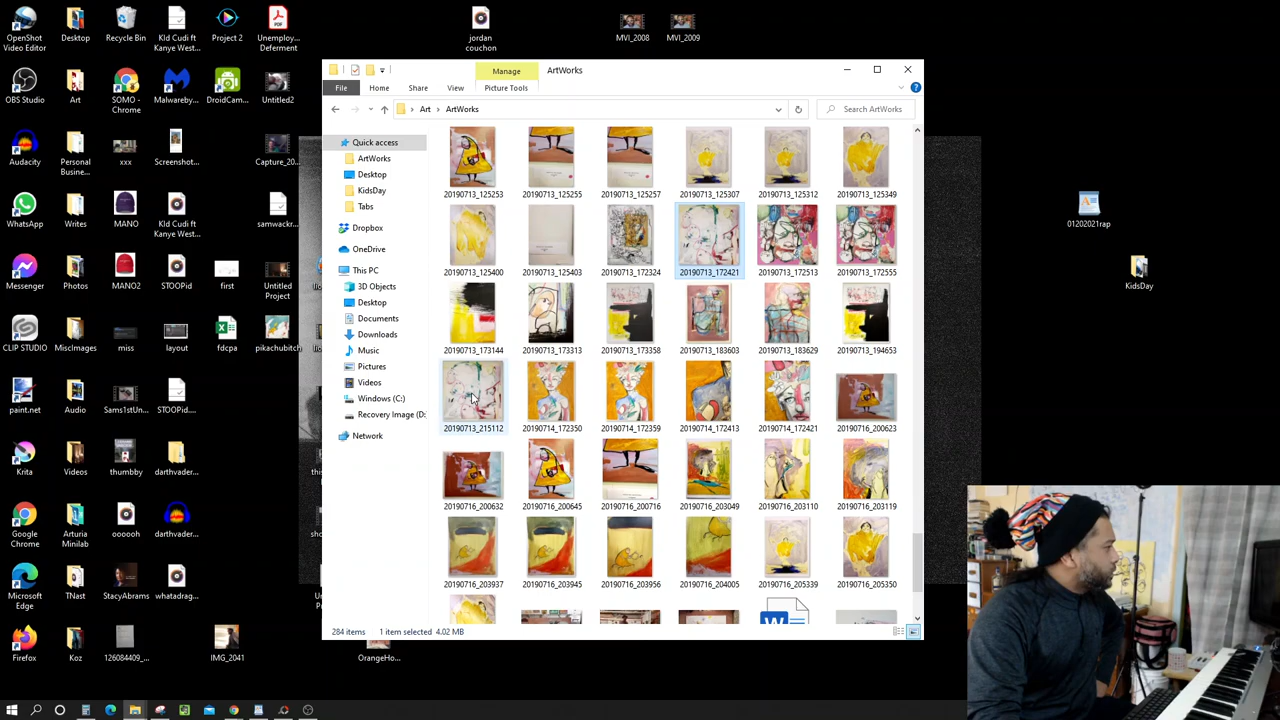 OpenShot
Video Editor
Desktop
Recycle Bin
KId Cudi ft
Kanye West...
Project 2
Unemploy...
Deferment
jordan
couchon
MVI_2008
MVI_2009
OBS Studio
Art
SOMO -
Chrome
Malwareby...
DroidCam...
Untitled2
Audacity
Personal
Busine...
xxx
Screenshot...
Capture_20...
WhatsApp
Writes
MANO
KId Cudi ft
Kanye West...
samwackr...
Messenger
Photos
MANO2
STOOPid
first
Untitled
Project
CLIP STUDIO
MiscImages
miss
layout
fdcpa
pikachubitch
paint.net
Audio
Sams1stUn...
STOOPid...
Krita
Videos
thumbby
darthvader...
this
Google
Chrome
Arturia
Minilab
oooooh
darthvader...
sho
Microsoft
Edge
TNast
StacyAbrams
whatadrag...
Firefox
Koz
126084409_...
IMG_2041
OrangeHo...
01202021rap
KidsDay
Manage
ArtWorks
File
Home
Share
View
Picture Tools
Art
ArtWorks
Search ArtWorks
Quick access
ArtWorks
Desktop
KidsDay
Tabs
Dropbox
OneDrive
This PC
3D Objects
Desktop
Documents
Downloads
Music
Pictures
Videos
Windows (C:)
Recovery Image (D:
Network
20190713_125253
20190713_125255
20190713_125257
20190713_125307
20190713_125312
20190713_125349
20190713_125400
20190713_125403
20190713_172324
20190713_172421
20190713_172513
20190713_172555
20190713_173144
20190713_173313
20190713_173358
20190713_183603
20190713_183629
20190713_194653
20190713_215112
20190714_172350
20190714_172359
20190714_172413
20190714_172421
20190716_200623
20190716_200632
20190716_200645
20190716_200716
20190716_203049
20190716_203110
20190716_203119
20190716_203937
20190716_203945
20190716_203956
20190716_204005
20190716_205339
20190716_205350
W
284 items
1 item selected 4.02 MB